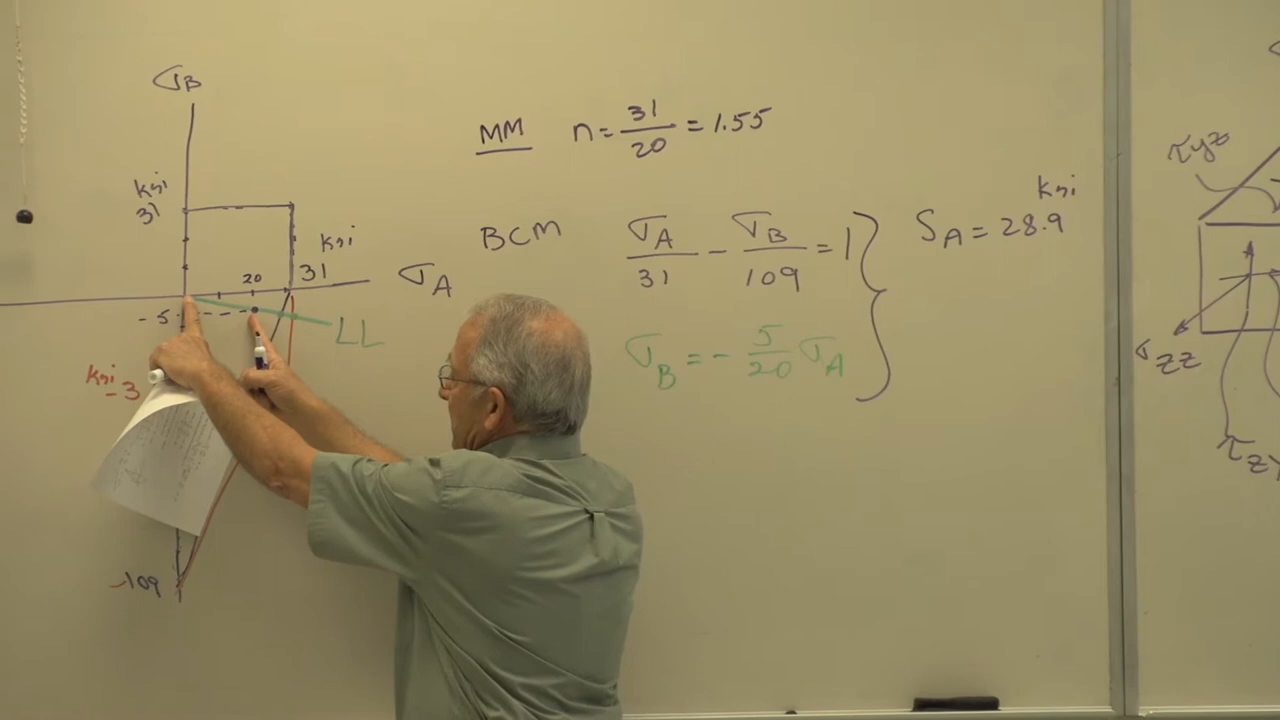 σB
ksi
31
ksi
31
σA
20
-5
LL
ksi
-3
-109
MM n = 31/20 = 1.55
BCM σA/31 - σB/109 = 1
σB = - 5/20 σA
ksi
SA = 28.9
τyz
σzz
τzy